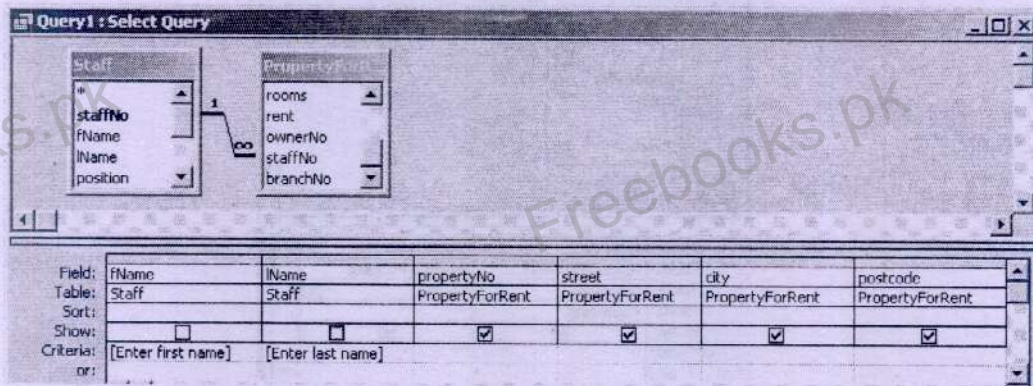 Query1 : Select Query
Staff
*
staffNo
fName
lName
position
1
∞
rooms
rent
ownerNo
staffNo
branchNo
Freebooks.pk
Field: fName lName propertyNo street city postcode
Table: Staff Staff PropertyForRent PropertyForRent PropertyForRent PropertyForRent
Sort:
Show:
Criteria: [Enter first name] [Enter last name]
or: